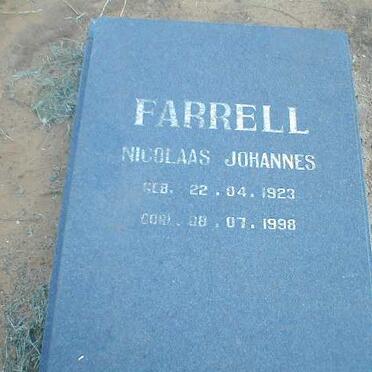 FARRELL
NICOLAAS JOHANNES
GEB. 22.04.1923
OORL. 08.07.1998